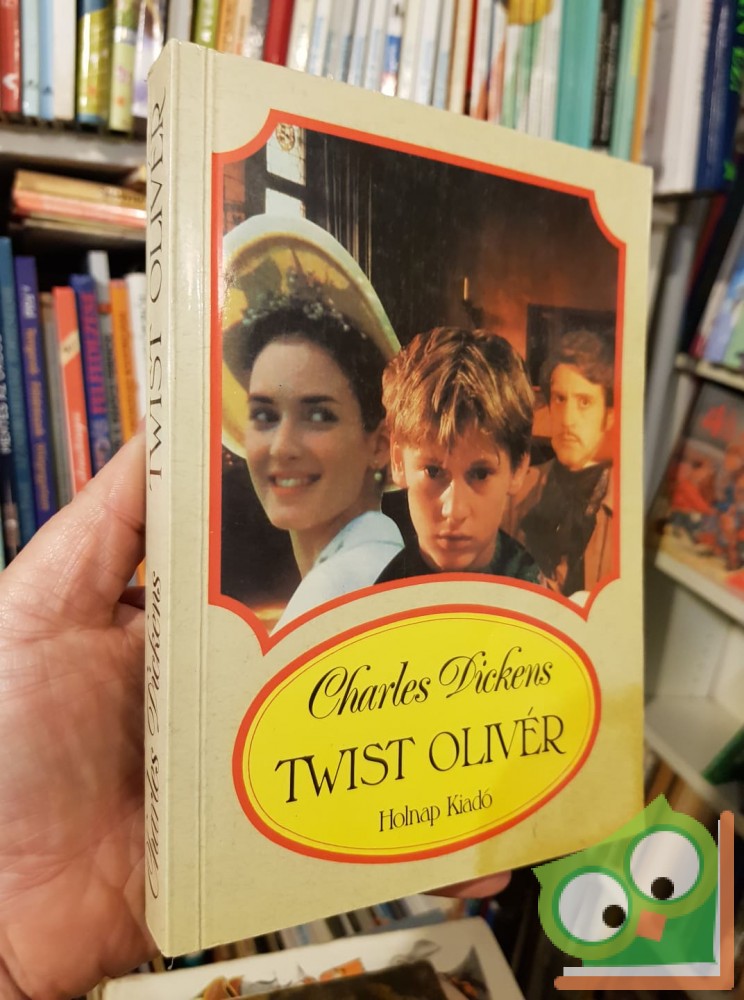 TWIST OLIVÉR
Charles Dickens
Charles Dickens
TWIST OLIVÉR
Holnap Kiadó